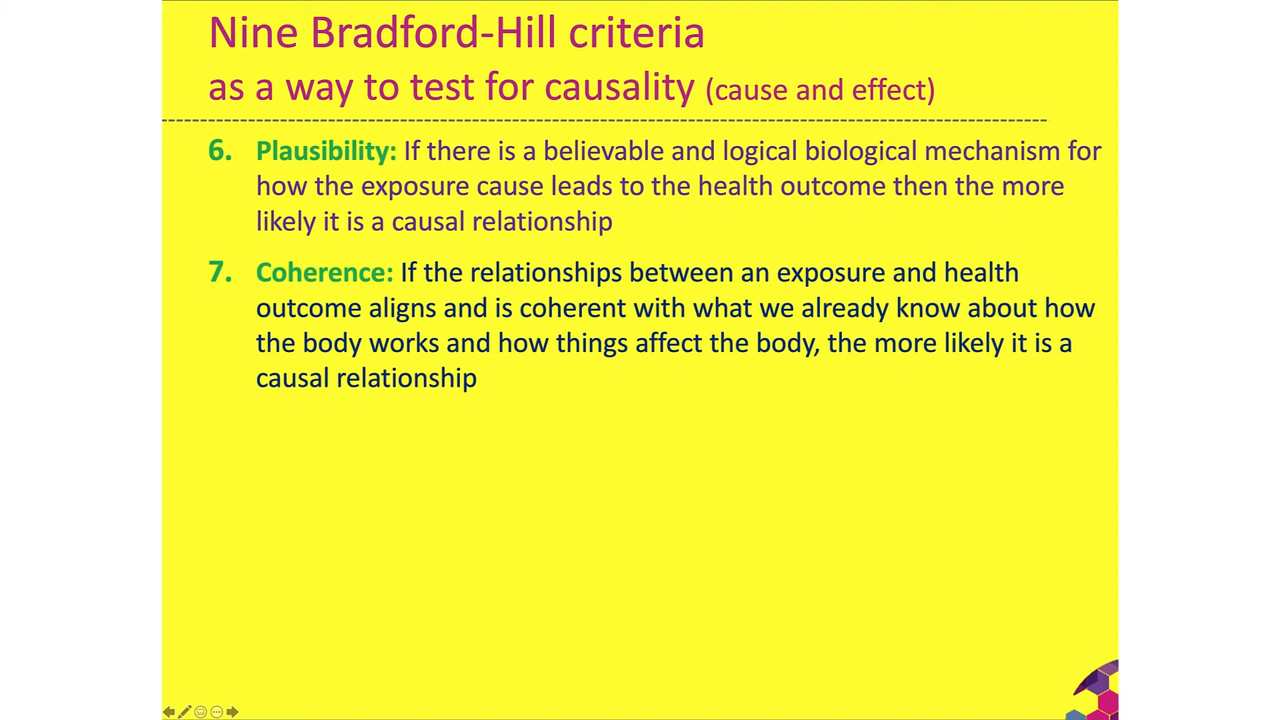 Nine Bradford-Hill criteria
as a way to test for causality (cause and effect)
6. Plausibility: If there is a believable and logical biological mechanism for
how the exposure cause leads to the health outcome then the more
likely it is a causal relationship
7. Coherence: If the relationships between an exposure and health
outcome aligns and is coherent with what we already know about how
the body works and how things affect the body, the more likely it is a
causal relationship